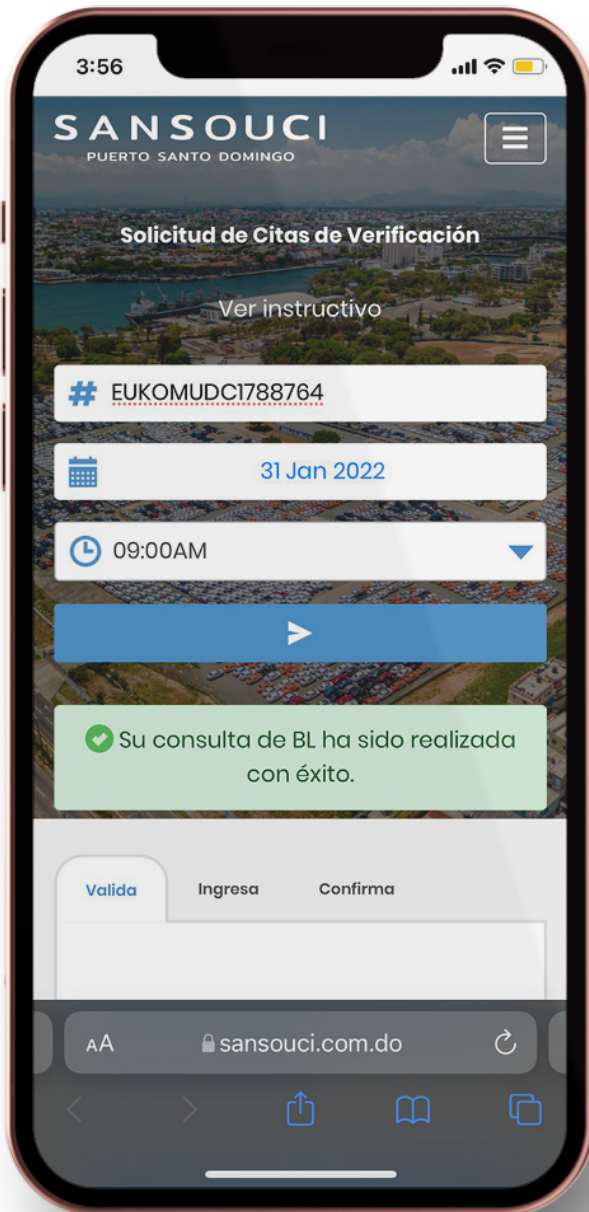 3:56
SANSOUCI
PUERTO SANTO DOMINGO
Solicitud de Citas de Verificación
Ver instructivo
# EUKOMUDC1788764
31 Jan 2022
09:00AM
Su consulta de BL ha sido realizada
con éxito.
Valida Ingresa Confirma
AA sansouci.com.do